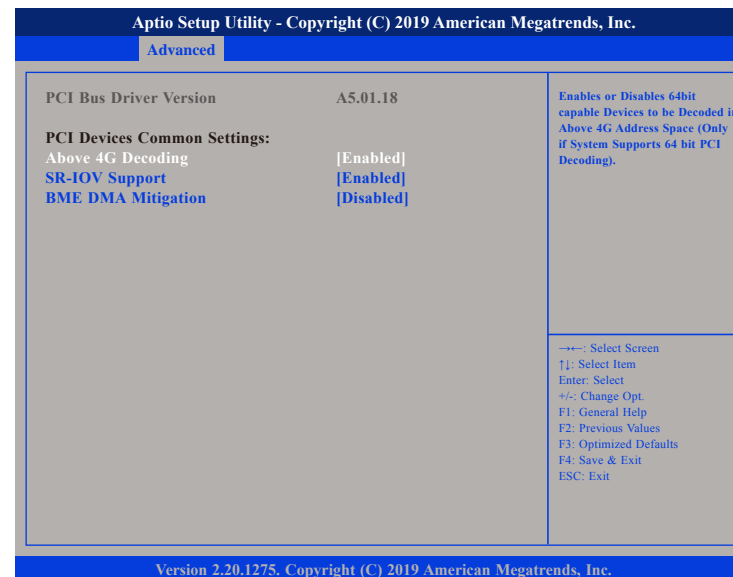 Aptio Setup Utility - Copyright (C) 2019 American Megatrends, Inc.
Advanced
PCI Bus Driver Version A5.01.18
PCI Devices Common Settings:
Above 4G Decoding [Enabled]
SR-IOV Support [Enabled]
BME DMA Mitigation [Disabled]
Enables or Disables 64bit
capable Devices to be Decoded in
Above 4G Address Space (Only
if System Supports 64 bit PCI
Decoding).
→←: Select Screen
↑↓: Select Item
Enter: Select
+/-: Change Opt.
F1: General Help
F2: Previous Values
F3: Optimized Defaults
F4: Save & Exit
ESC: Exit
Version 2.20.1275. Copyright (C) 2019 American Megatrends, Inc.